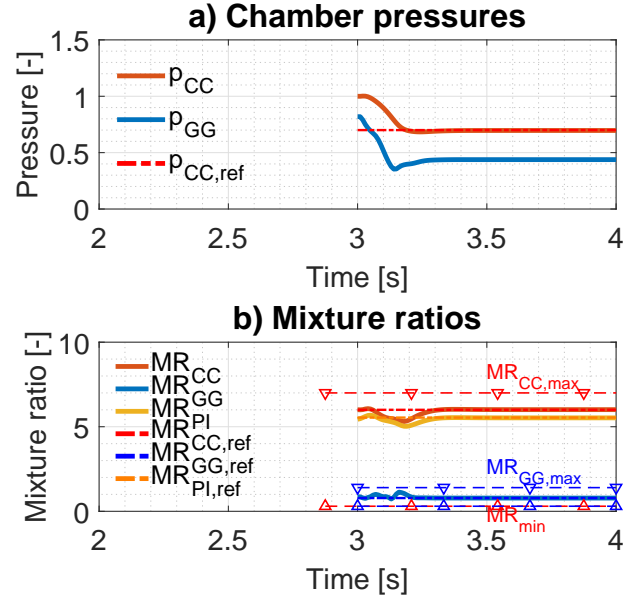 a) Chamber pressures
Pressure [-]
1.5
1
0.5
0
p_CC
p_GG
p_CC,ref
2
2.5
3
3.5
4
Time [s]
b) Mixture ratios
Mixture ratio [-]
10
5
0
MR_CC
MR_GG
MR_PI
MR_CC,ref
MR_GG,ref
MR_PI,ref
MR_CC,max
MR_GG,max
MR_min
2
2.5
3
3.5
4
Time [s]